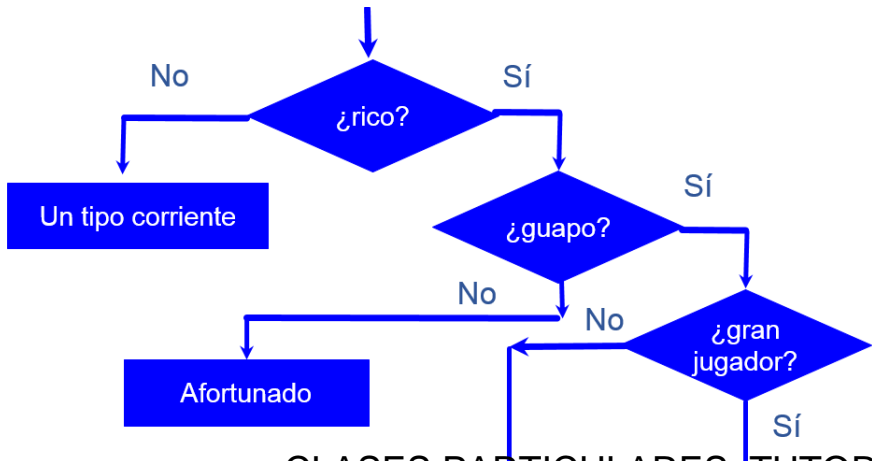 No
Sí
¿rico?
Sí
Un tipo corriente
¿guapo?
No
No
¿gran
jugador?
Afortunado
Sí